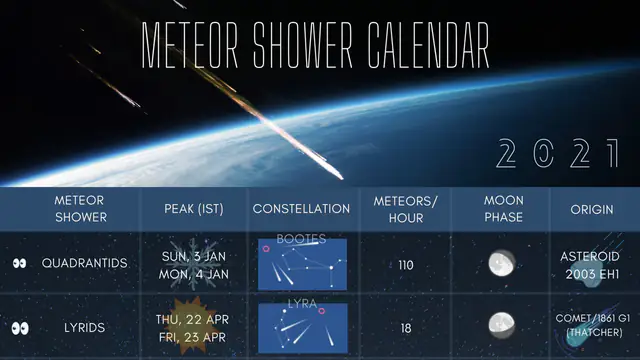 METEOR SHOWER CALENDAR
2021
METEOR
SHOWER
PEAK (IST)
CONSTELLATION
METEORS/
HOUR
MOON
PHASE
ORIGIN
QUADRANTIDS
SUN, 3 JAN
MON, 4 JAN
BOOTES
110
ASTEROID
2003 EH1
LYRIDS
THU, 22 APR
FRI, 23 APR
LYRA
18
COMET/1861 G1
(THATCHER)